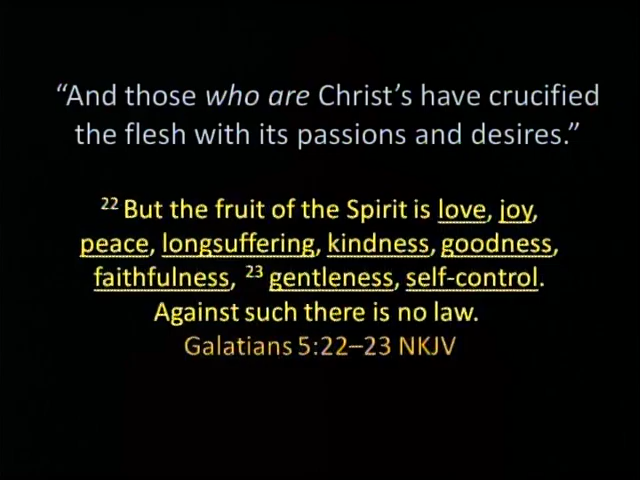 “And those who are Christ’s have crucified
the flesh with its passions and desires.”
22 But the fruit of the Spirit is love, joy,
peace, longsuffering, kindness, goodness,
faithfulness, 23 gentleness, self-control.
Against such there is no law.
Galatians 5:22–23 NKJV